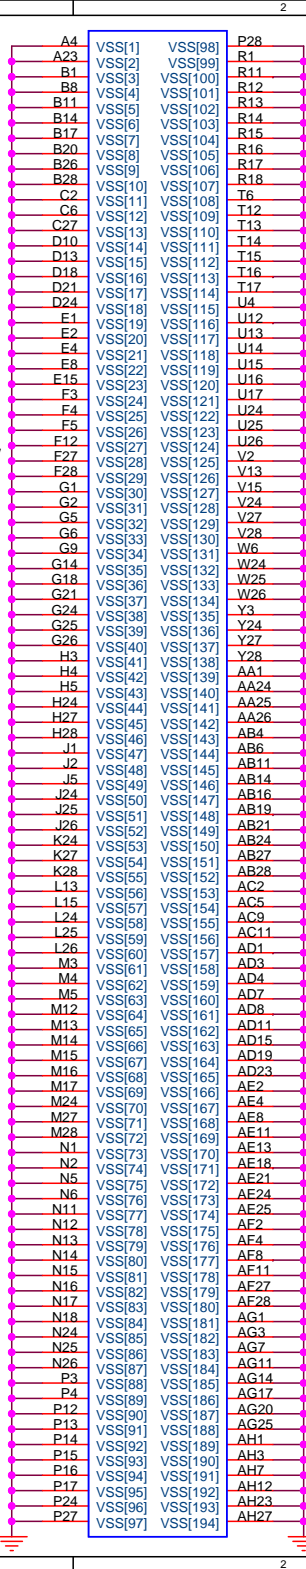 2
A4 VSS[1] VSS[98] P28
A23 VSS[2] VSS[99] R1
B1 VSS[3] VSS[100] R11
B8 VSS[4] VSS[101] R12
B11 VSS[5] VSS[102] R13
B14 VSS[6] VSS[103] R14
B17 VSS[7] VSS[104] R15
B20 VSS[8] VSS[105] R16
B26 VSS[9] VSS[106] R17
B28 VSS[10] VSS[107] R18
C2 VSS[11] VSS[108] T6
C6 VSS[12] VSS[109] T12
C27 VSS[13] VSS[110] T13
D10 VSS[14] VSS[111] T14
D13 VSS[15] VSS[112] T15
D18 VSS[16] VSS[113] T16
D21 VSS[17] VSS[114] T17
D24 VSS[18] VSS[115] U4
E1 VSS[19] VSS[116] U12
E2 VSS[20] VSS[117] U13
E4 VSS[21] VSS[118] U14
E8 VSS[22] VSS[119] U15
E15 VSS[23] VSS[120] U16
F3 VSS[24] VSS[121] U17
F4 VSS[25] VSS[122] U24
F5 VSS[26] VSS[123] U25
F12 VSS[27] VSS[124] U26
F27 VSS[28] VSS[125] V2
F28 VSS[29] VSS[126] V13
G1 VSS[30] VSS[127] V15
G2 VSS[31] VSS[128] V24
G5 VSS[32] VSS[129] V27
G6 VSS[33] VSS[130] V28
G9 VSS[34] VSS[131] W6
G14 VSS[35] VSS[132] W24
G18 VSS[36] VSS[133] W25
G21 VSS[37] VSS[134] W26
G24 VSS[38] VSS[135] Y3
G25 VSS[39] VSS[136] Y24
G26 VSS[40] VSS[137] Y27
H3 VSS[41] VSS[138] Y28
H4 VSS[42] VSS[139] AA1
H5 VSS[43] VSS[140] AA24
H24 VSS[44] VSS[141] AA25
H27 VSS[45] VSS[142] AA26
H28 VSS[46] VSS[143] AB4
J1 VSS[47] VSS[144] AB6
J2 VSS[48] VSS[145] AB11
J5 VSS[49] VSS[146] AB14
J24 VSS[50] VSS[147] AB16
J25 VSS[51] VSS[148] AB19
J26 VSS[52] VSS[149] AB21
K24 VSS[53] VSS[150] AB24
K27 VSS[54] VSS[151] AB27
K28 VSS[55] VSS[152] AB28
L13 VSS[56] VSS[153] AC2
L15 VSS[57] VSS[154] AC5
L24 VSS[58] VSS[155] AC9
L25 VSS[59] VSS[156] AC11
L26 VSS[60] VSS[157] AD1
M3 VSS[61] VSS[158] AD3
M4 VSS[62] VSS[159] AD4
M5 VSS[63] VSS[160] AD7
M12 VSS[64] VSS[161] AD8
M13 VSS[65] VSS[162] AD11
M14 VSS[66] VSS[163] AD15
M15 VSS[67] VSS[164] AD19
M16 VSS[68] VSS[165] AD23
M17 VSS[69] VSS[166] AE2
M24 VSS[70] VSS[167] AE4
M27 VSS[71] VSS[168] AE8
M28 VSS[72] VSS[169] AE11
N1 VSS[73] VSS[170] AE13
N2 VSS[74] VSS[171] AE18
N5 VSS[75] VSS[172] AE21
N6 VSS[76] VSS[173] AE24
N11 VSS[77] VSS[174] AE25
N12 VSS[78] VSS[175] AF2
N13 VSS[79] VSS[176] AF4
N14 VSS[80] VSS[177] AF8
N15 VSS[81] VSS[178] AF11
N16 VSS[82] VSS[179] AF27
N17 VSS[83] VSS[180] AF28
N18 VSS[84] VSS[181] AG1
N24 VSS[85] VSS[182] AG3
N25 VSS[86] VSS[183] AG7
N26 VSS[87] VSS[184] AG11
P3 VSS[88] VSS[185] AG14
P4 VSS[89] VSS[186] AG17
P12 VSS[90] VSS[187] AG20
P13 VSS[91] VSS[188] AG25
P14 VSS[92] VSS[189] AH1
P15 VSS[93] VSS[190] AH3
P16 VSS[94] VSS[191] AH7
P17 VSS[95] VSS[192] AH12
P24 VSS[96] VSS[193] AH23
P27 VSS[97] VSS[194] AH27
2